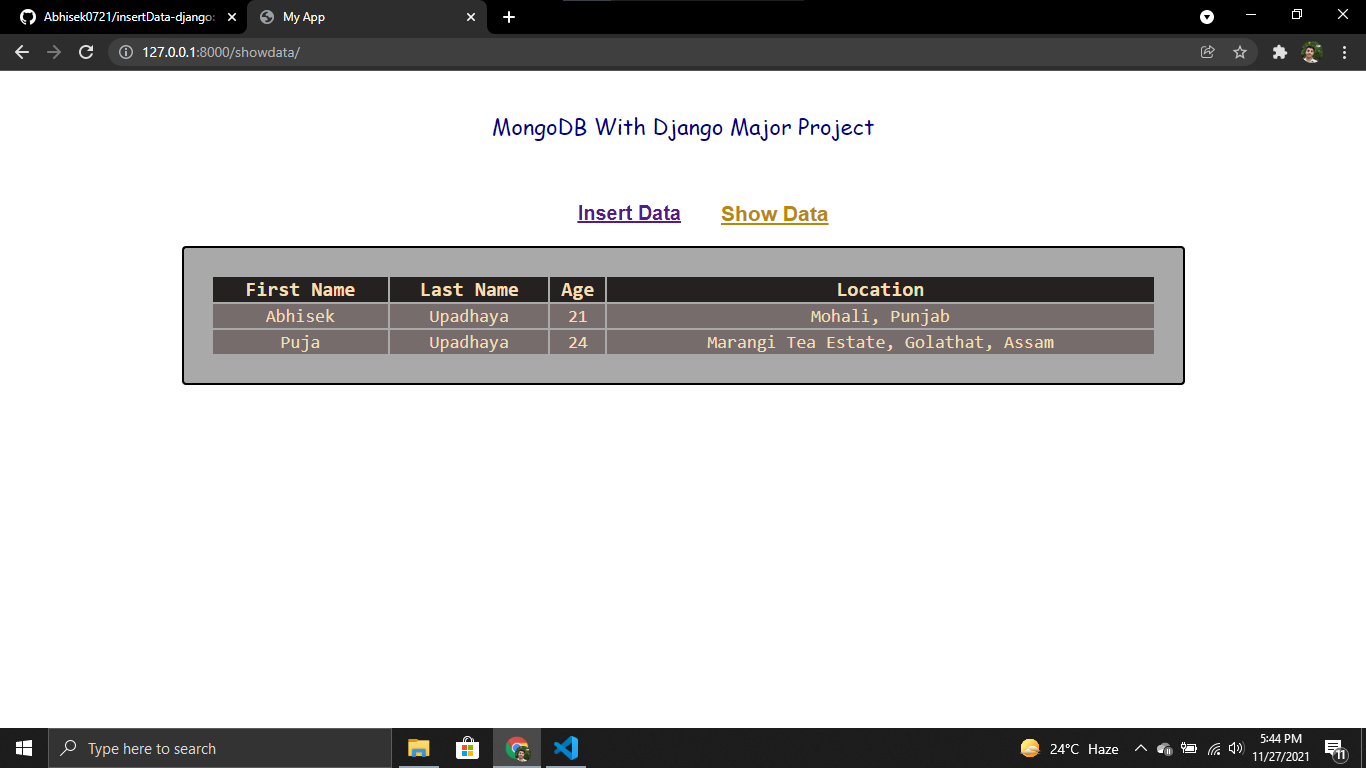 Abhisek0721/insertData-django:
My App
127.0.0.1:8000/showdata/
MongoDB With Django Major Project
Insert Data Show Data
First Name Last Name Age Location
Abhisek Upadhaya 21 Mohali, Punjab
Puja Upadhaya 24 Marangi Tea Estate, Golathat, Assam
Type here to search
24°C Haze
5:44 PM
11/27/2021
11